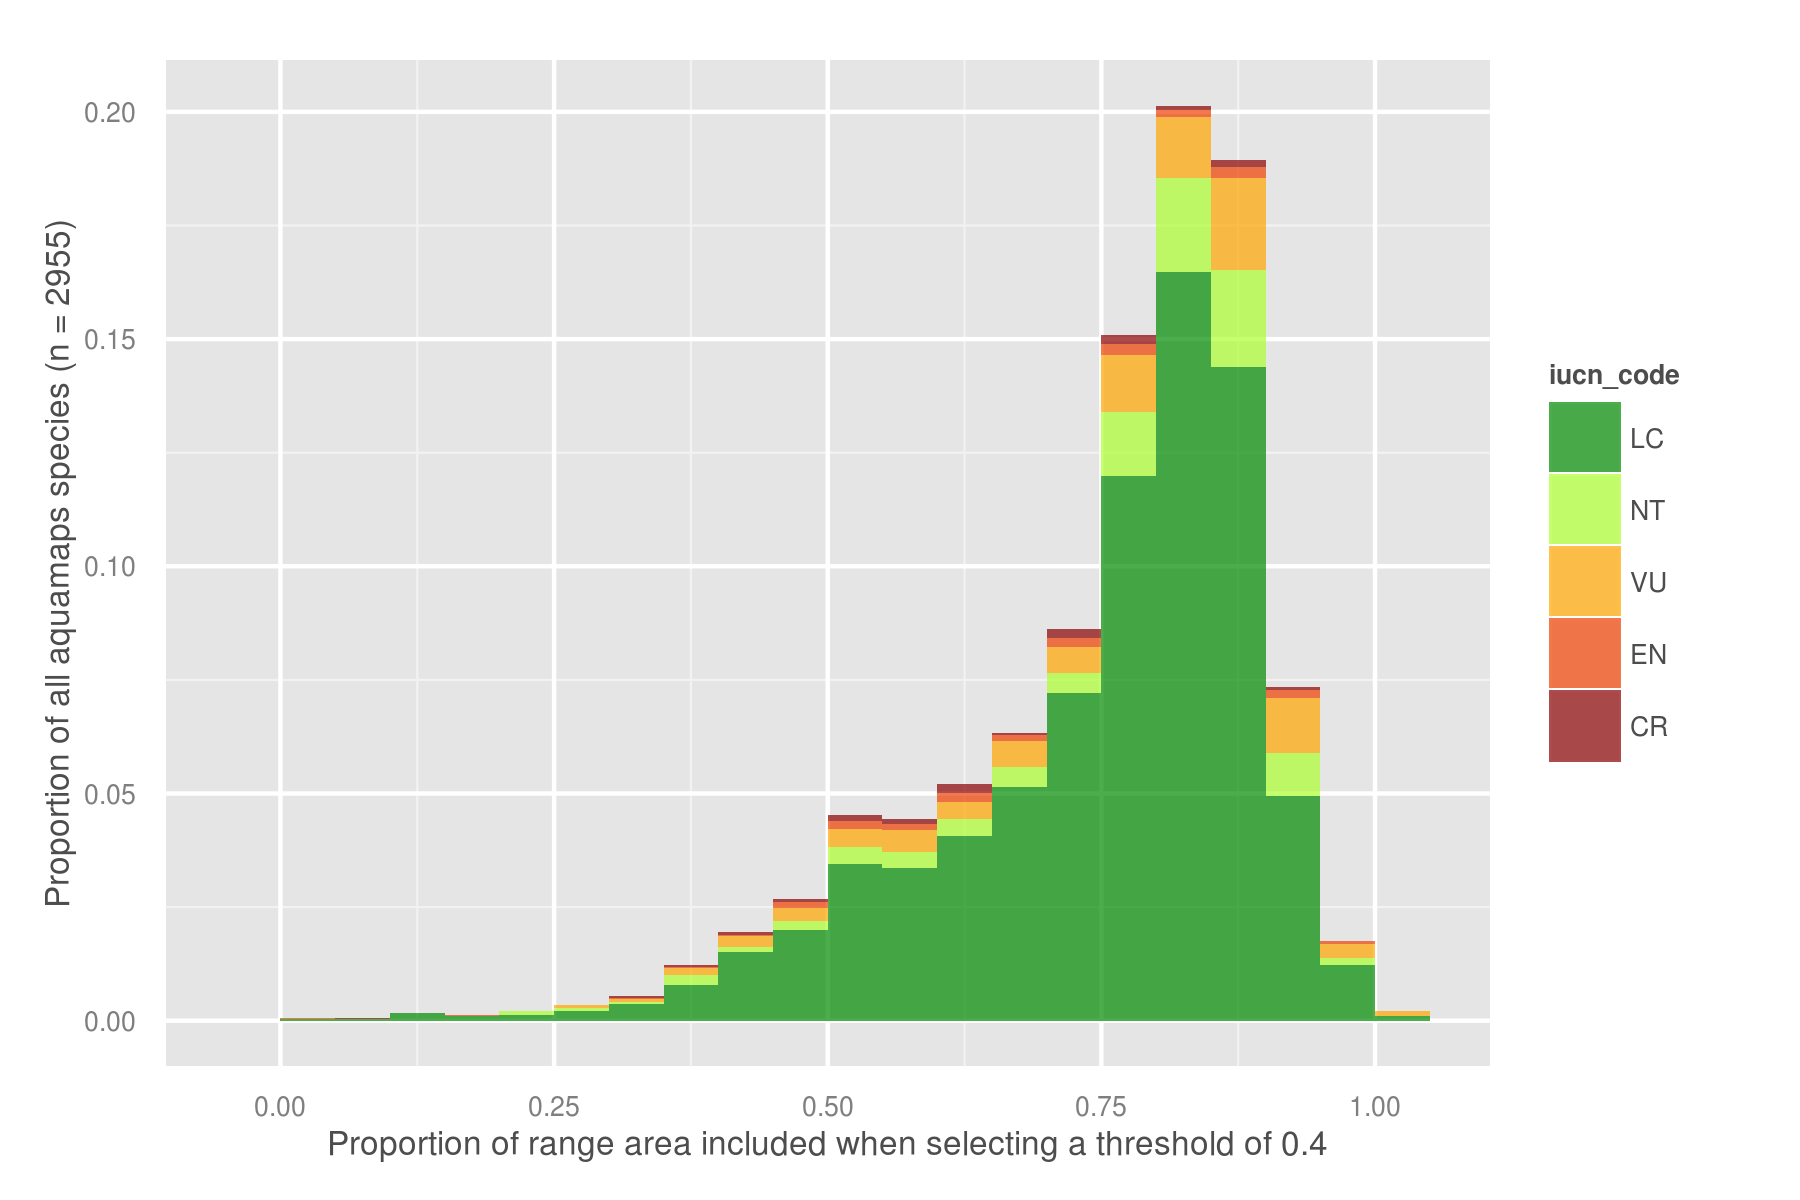 Proportion of all aquamaps species (n = 2955)
0.20
0.15
0.10
0.05
0.00
0.00 0.25 0.50 0.75 1.00
Proportion of range area included when selecting a threshold of 0.4
iucn_code
LC
NT
VU
EN
CR